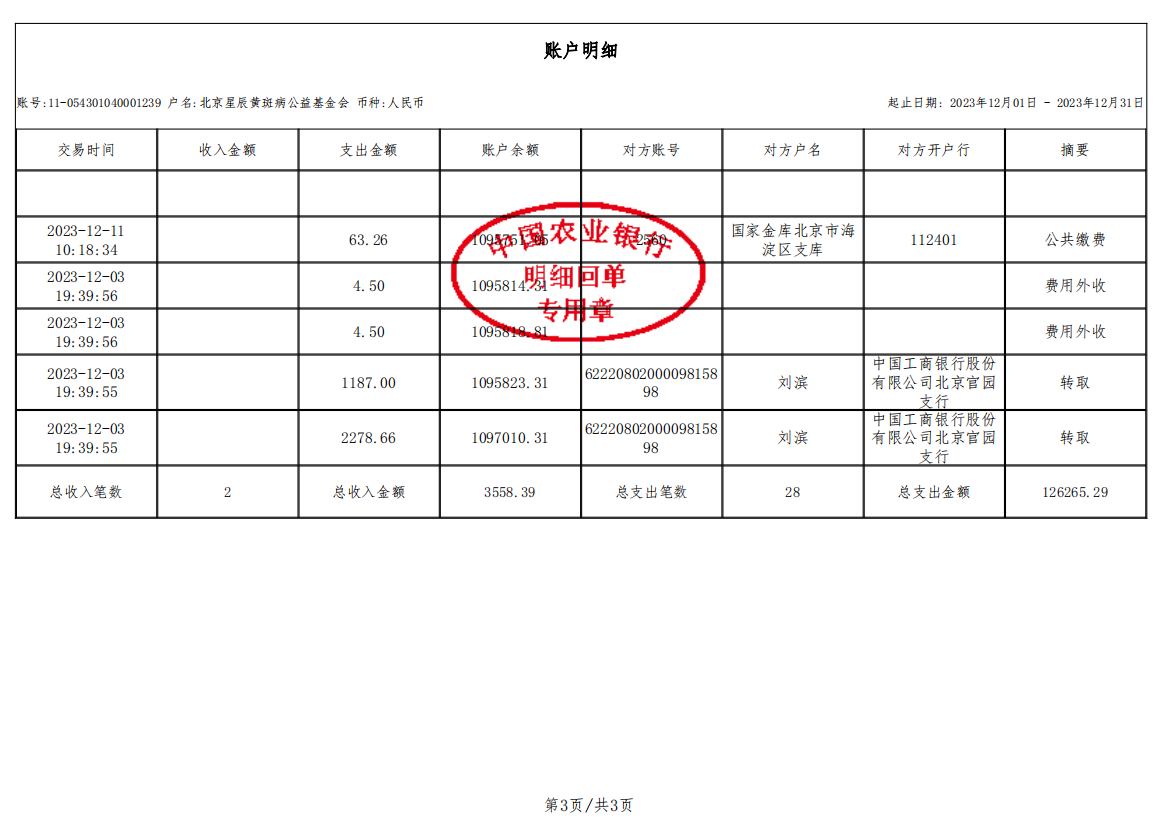 账户明细
账号:11-054301040001239 户名:北京星辰黄斑病公益基金会 币种:人民币 起止日期: 2023年12月01日 - 2023年12月31日
交易时间 收入金额 支出金额 账户余额 对方账号 对方户名 对方开户行 摘要
2023-12-11
10:18:34
63.26
1095751.05
2560
国家金库北京市海
淀区支库
112401
公共缴费
2023-12-03
19:39:56
4.50
1095814.31
费用外收
2023-12-03
19:39:56
4.50
1095818.81
费用外收
2023-12-03
19:39:55
1187.00
1095823.31
62220802000098158
98
刘滨
中国工商银行股份
有限公司北京官园
支行
转取
2023-12-03
19:39:55
2278.66
1097010.31
62220802000098158
98
刘滨
中国工商银行股份
有限公司北京官园
支行
转取
总收入笔数 2 总收入金额 3558.39 总支出笔数 28 总支出金额 126265.29
中国农业银行
明细回单
专用章
第3页/共3页